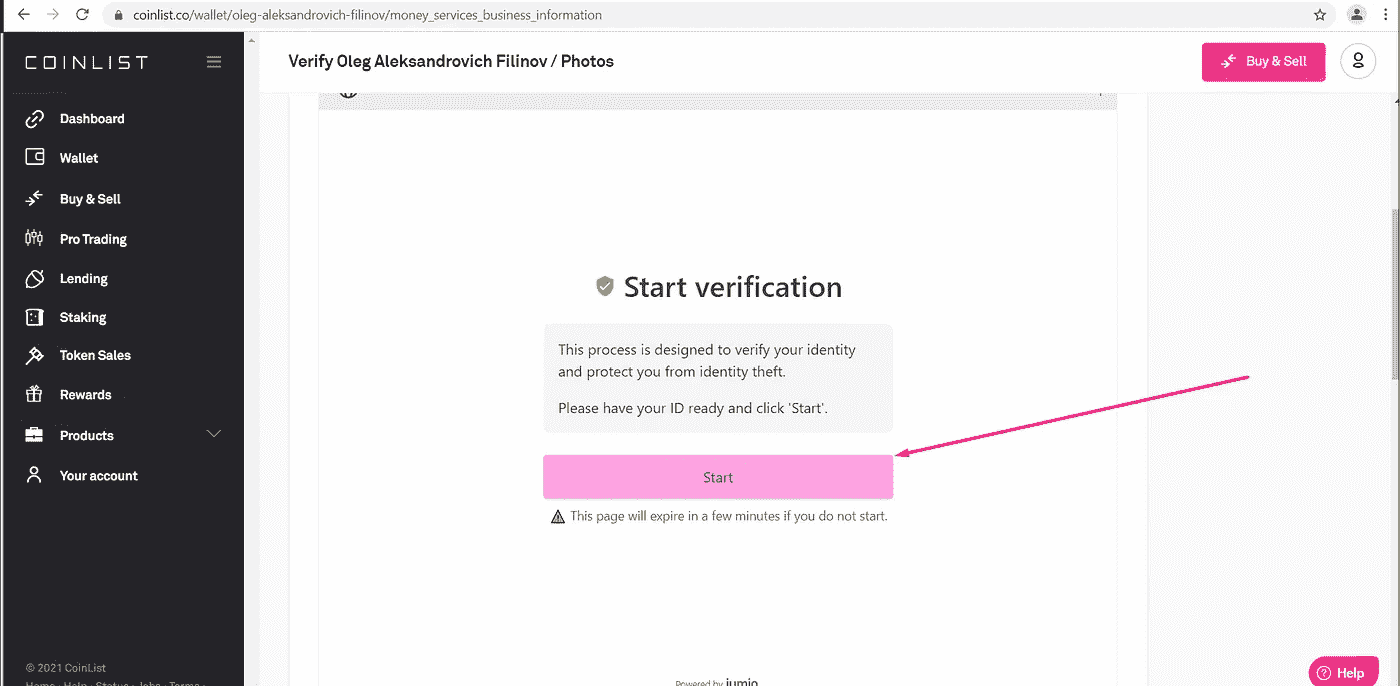 coinlist.co/wallet/oleg-aleksandrovich-filinov/money_services_business_information
COINLIST
Verify Oleg Aleksandrovich Filinov / Photos
Buy & Sell
Dashboard
Wallet
Buy & Sell
Pro Trading
Lending
Staking
Token Sales
Rewards
Products
Your account
Start verification
This process is designed to verify your identity
and protect you from identity theft.
Please have your ID ready and click 'Start'.
Start
This page will expire in a few minutes if you do not start.
© 2021 CoinList
Home · Help · Status · Jobs · Terms ·
Powered by jumio
Help